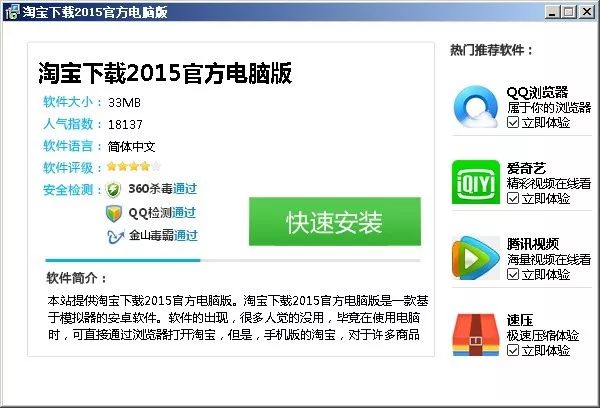 淘宝下载2015官方电脑版
热门推荐软件：
淘宝下载2015官方电脑版
软件大小： 33MB
人气指数： 18137
软件语言： 简体中文
软件评级：
安全检测： 360杀毒通过
QQ检测通过
金山毒霸通过
快速安装
软件简介：
本站提供淘宝下载2015官方电脑版。淘宝下载2015官方电脑版是一款基
于模拟器的安卓软件。软件的出现，很多人觉的没用，毕竟在使用电脑
时，可直接通过浏览器打开淘宝，但是，手机版的淘宝，对于许多商品
QQ浏览器
属于你的浏览器
立即体验
iQIYI
爱奇艺
精彩视频在线看
立即体验
腾讯视频
海量视频在线看
立即体验
速压
极速压缩体验
立即体验